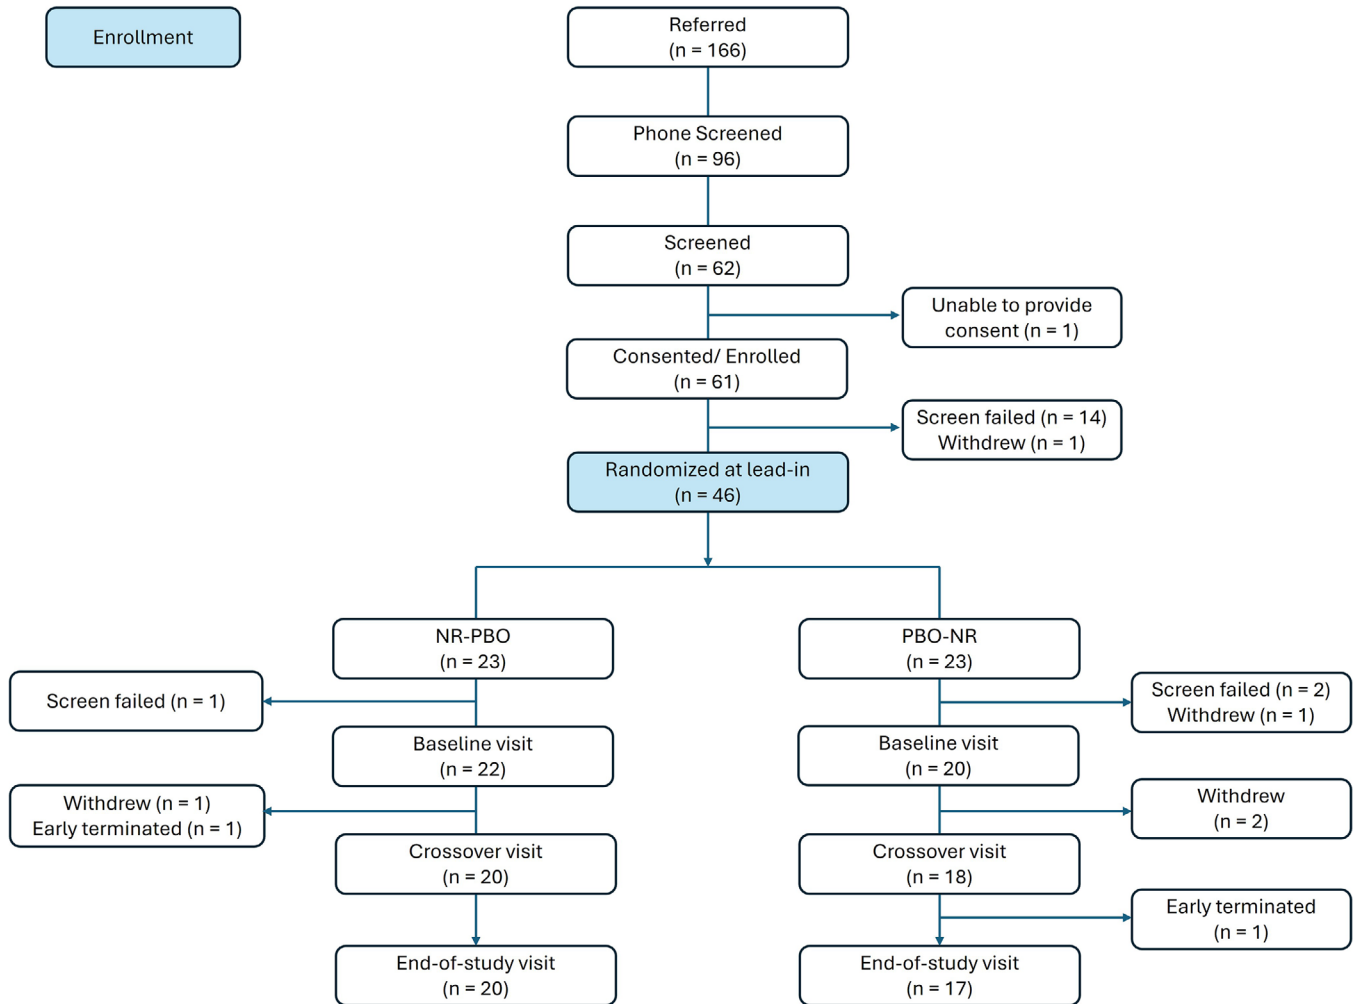 Enrollment
Referred
(n = 166)
Phone Screened
(n = 96)
Screened
(n = 62)
Unable to provide
consent (n = 1)
Consented/ Enrolled
(n = 61)
Screen failed (n = 14)
Withdrew (n = 1)
Randomized at lead-in
(n = 46)
NR-PBO
(n = 23)
PBO-NR
(n = 23)
Screen failed (n = 1)
Screen failed (n = 2)
Withdrew (n = 1)
Baseline visit
(n = 22)
Baseline visit
(n = 20)
Withdrew (n = 1)
Early terminated (n = 1)
Withdrew
(n = 2)
Crossover visit
(n = 20)
Crossover visit
(n = 18)
Early terminated
(n = 1)
End-of-study visit
(n = 20)
End-of-study visit
(n = 17)